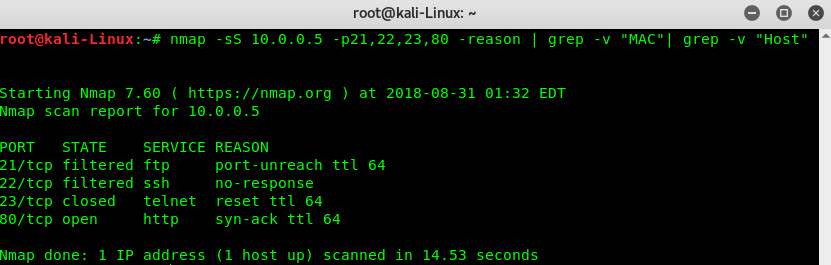 root@kali-Linux: ~
root@kali-Linux:~# nmap -sS 10.0.0.5 -p21,22,23,80 -reason | grep -v "MAC"| grep -v "Host"
Starting Nmap 7.60 ( https://nmap.org ) at 2018-08-31 01:32 EDT
Nmap scan report for 10.0.0.5
PORT   STATE    SERVICE REASON
21/tcp filtered ftp     port-unreach ttl 64
22/tcp filtered ssh     no-response
23/tcp closed   telnet  reset ttl 64
80/tcp open     http    syn-ack ttl 64
Nmap done: 1 IP address (1 host up) scanned in 14.53 seconds